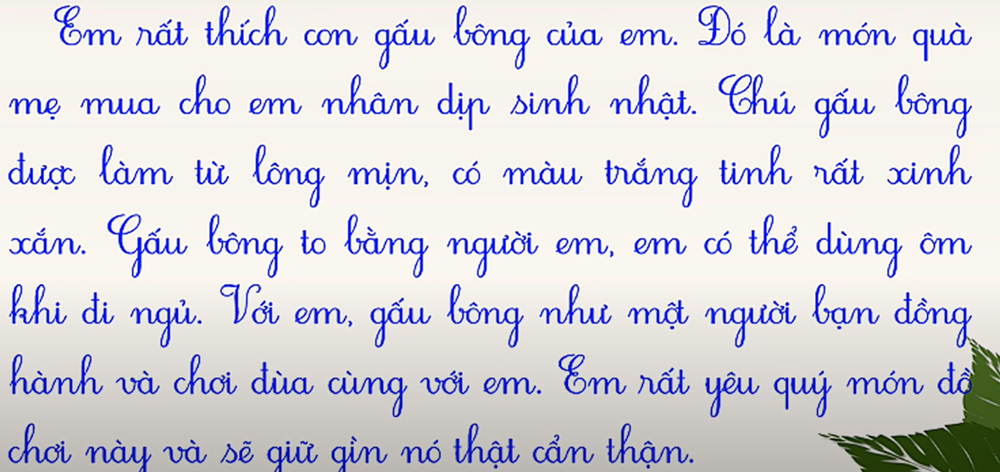 Em rất thích con gấu bông của em. Đó là món quà
mẹ mua cho em nhân dịp sinh nhật. Chú gấu bông
được làm từ lông mịn, có màu trắng tinh rất xinh
xắn. Gấu bông to bằng người em, em có thể dùng ôm
khi đi ngủ. Với em, gấu bông như một người bạn đồng
hành và chơi đùa cùng với em. Em rất yêu quý món đồ
chơi này và sẽ giữ gìn nó thật cẩn thận.